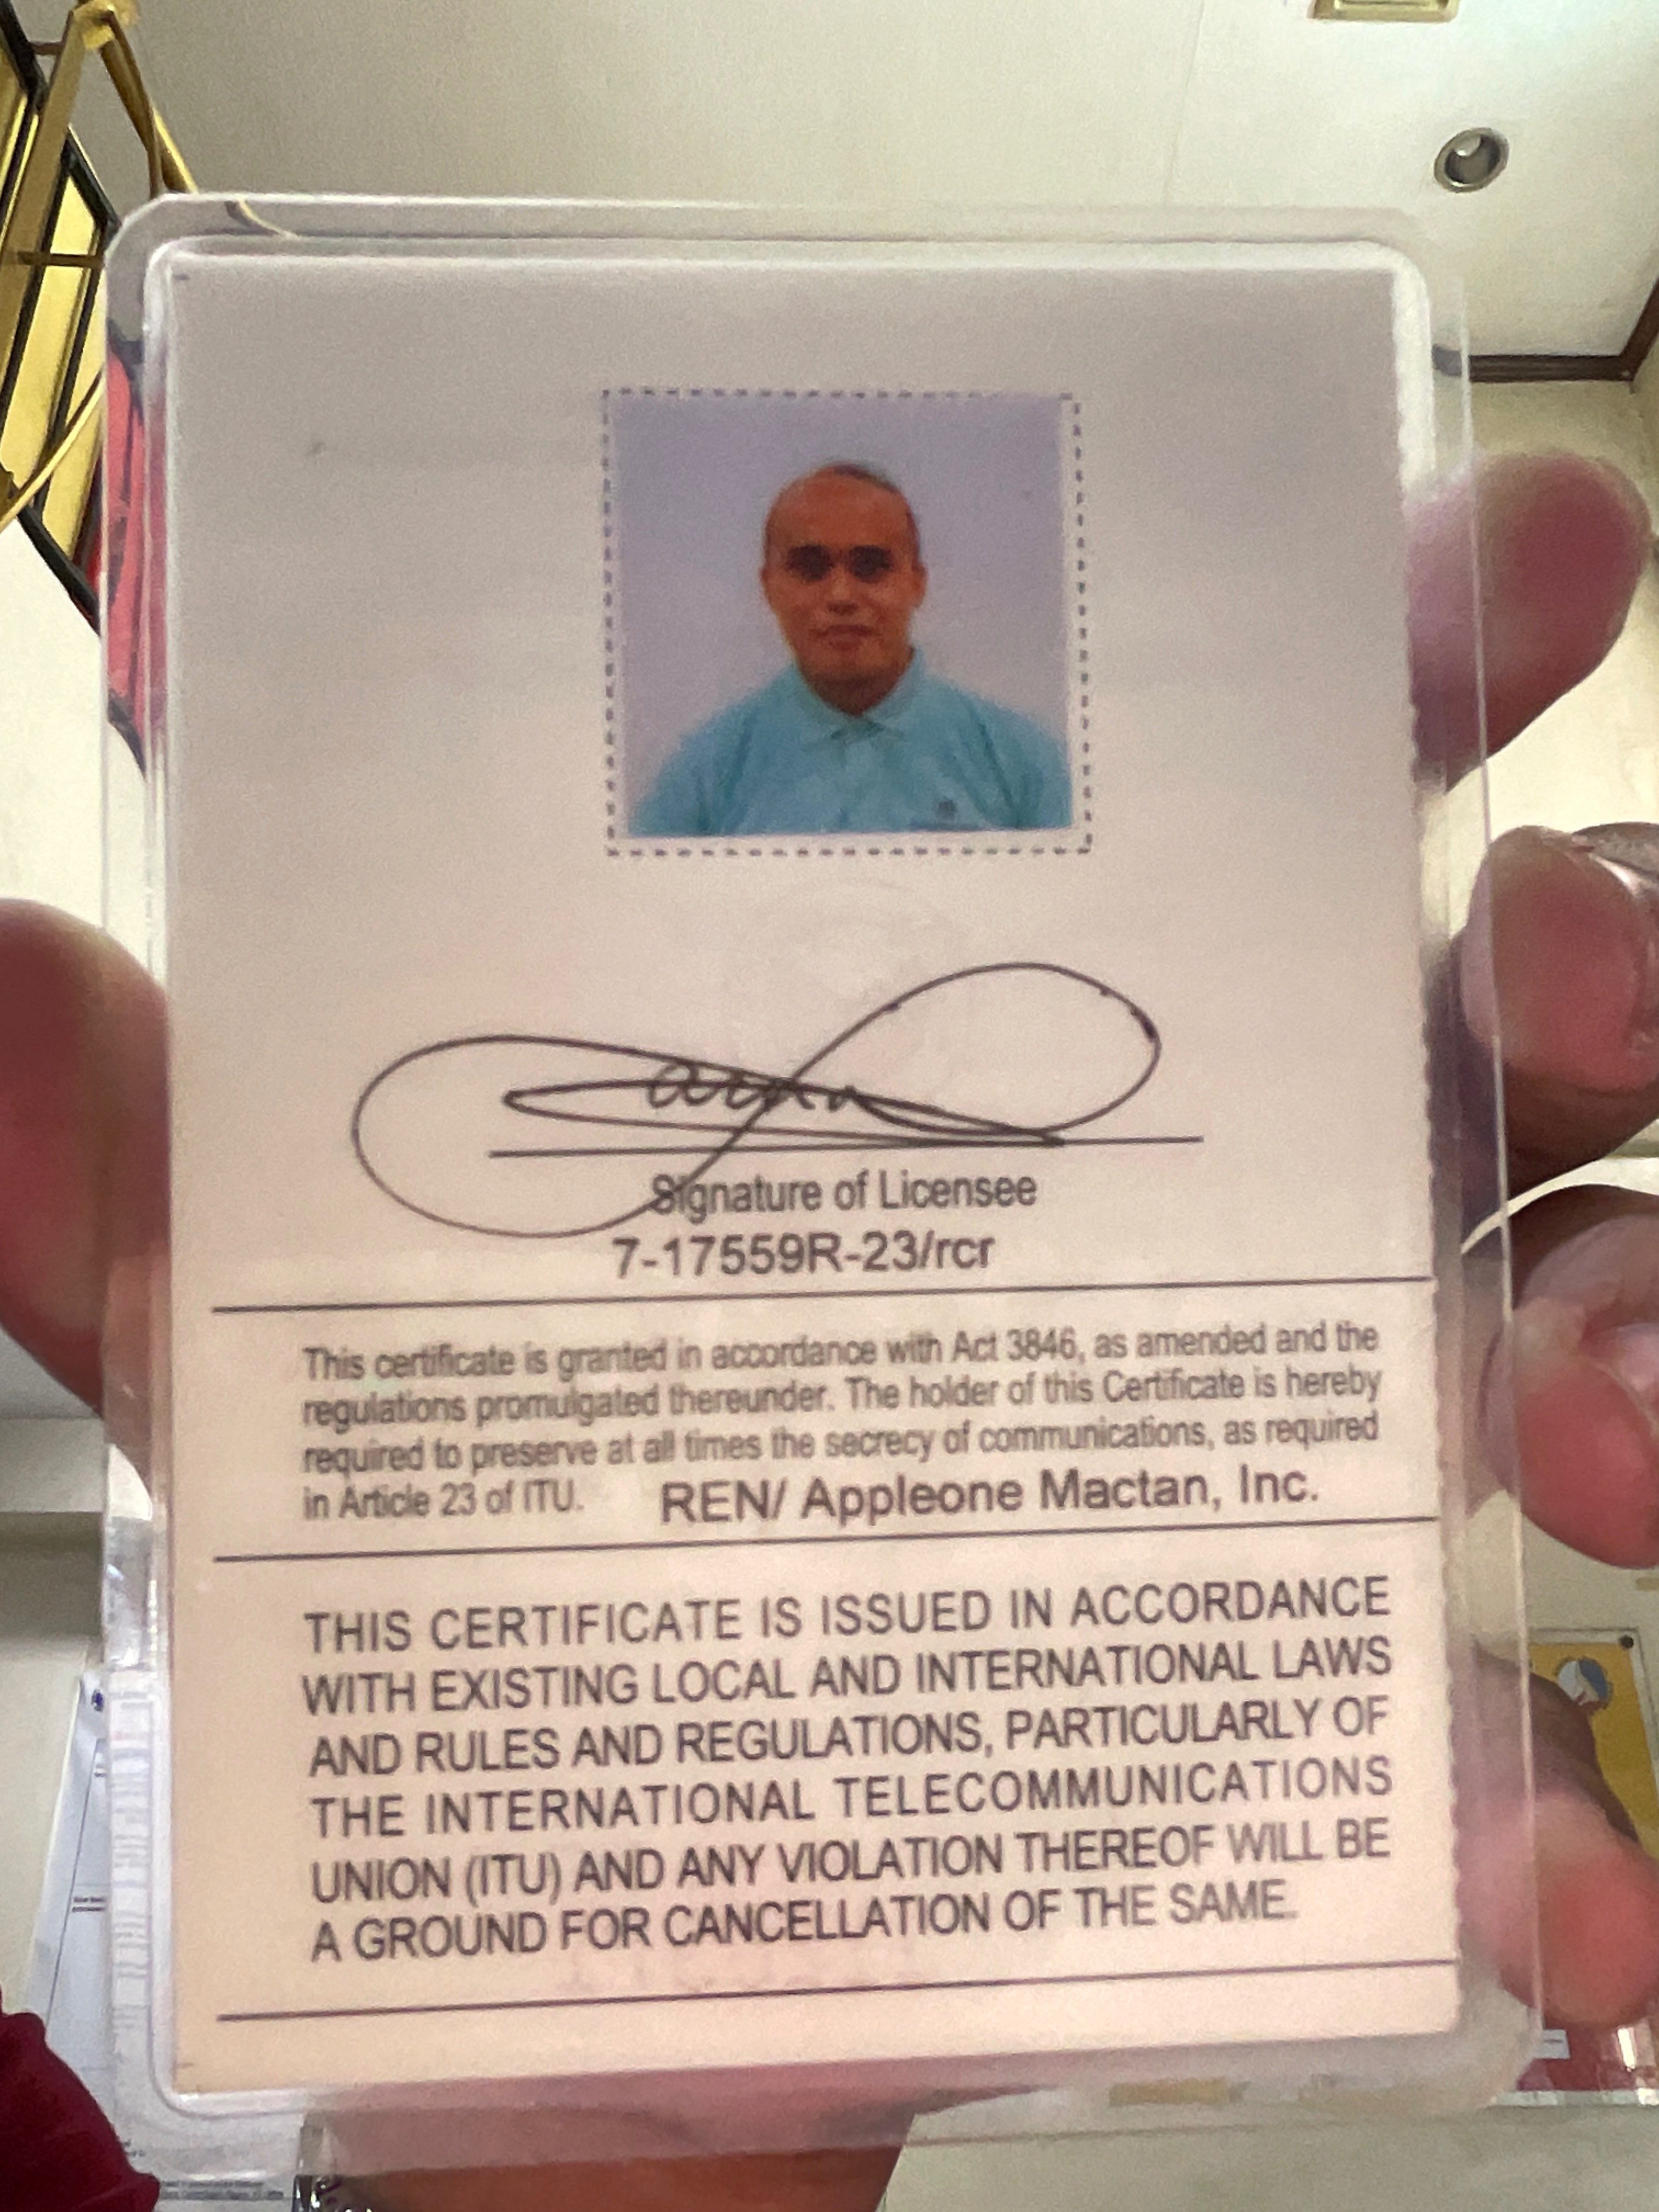 Signature of Licensee
7-17559R-23/rcr
This certificate is granted in accordance with Act 3846, as amended and the
regulations promulgated thereunder. The holder of this Certificate is hereby
required to preserve at all times the secrecy of communications, as required
in Article 23 of ITU. REN/ Appleone Mactan, Inc.
THIS CERTIFICATE IS ISSUED IN ACCORDANCE
WITH EXISTING LOCAL AND INTERNATIONAL LAWS
AND RULES AND REGULATIONS, PARTICULARLY OF
THE INTERNATIONAL TELECOMMUNICATIONS
UNION (ITU) AND ANY VIOLATION THEREOF WILL BE
A GROUND FOR CANCELLATION OF THE SAME.